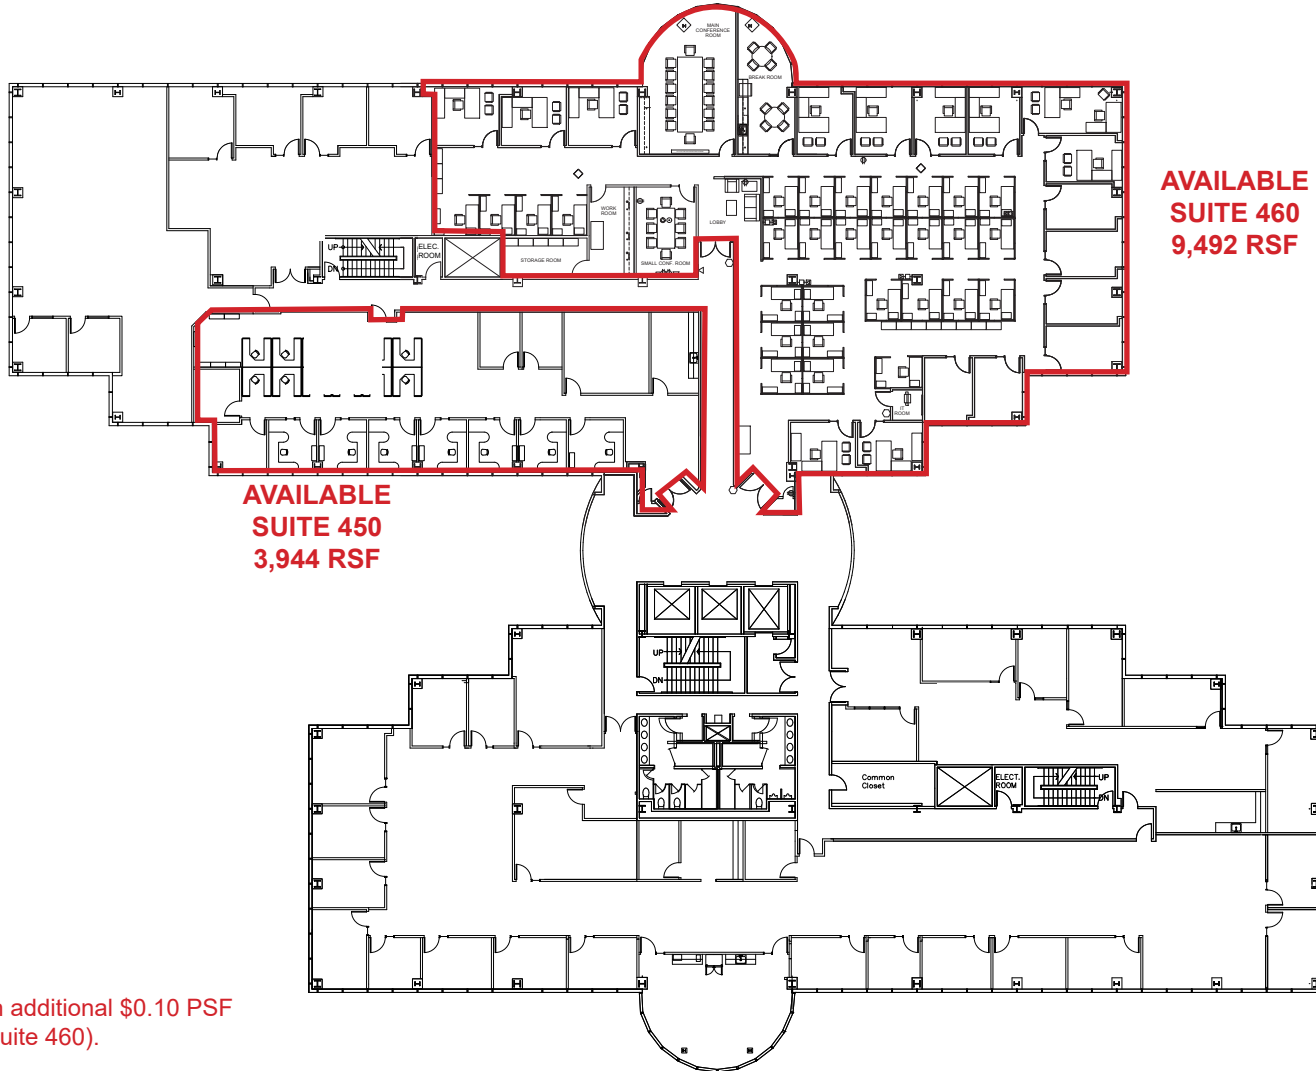 MAIN
CONFERENCE
ROOM
BREAK ROOM
AVAILABLE
SUITE 460
9,492 RSF
WORK
ROOM
LOBBY
UP
DN
ELEC.
ROOM
STORAGE ROOM
SMALL CONF. ROOM
IT
ROOM
AVAILABLE
SUITE 450
3,944 RSF
UP
DN
Common
Closet
ELECT.
ROOM
UP
DN
additional $0.10 PSF
460).